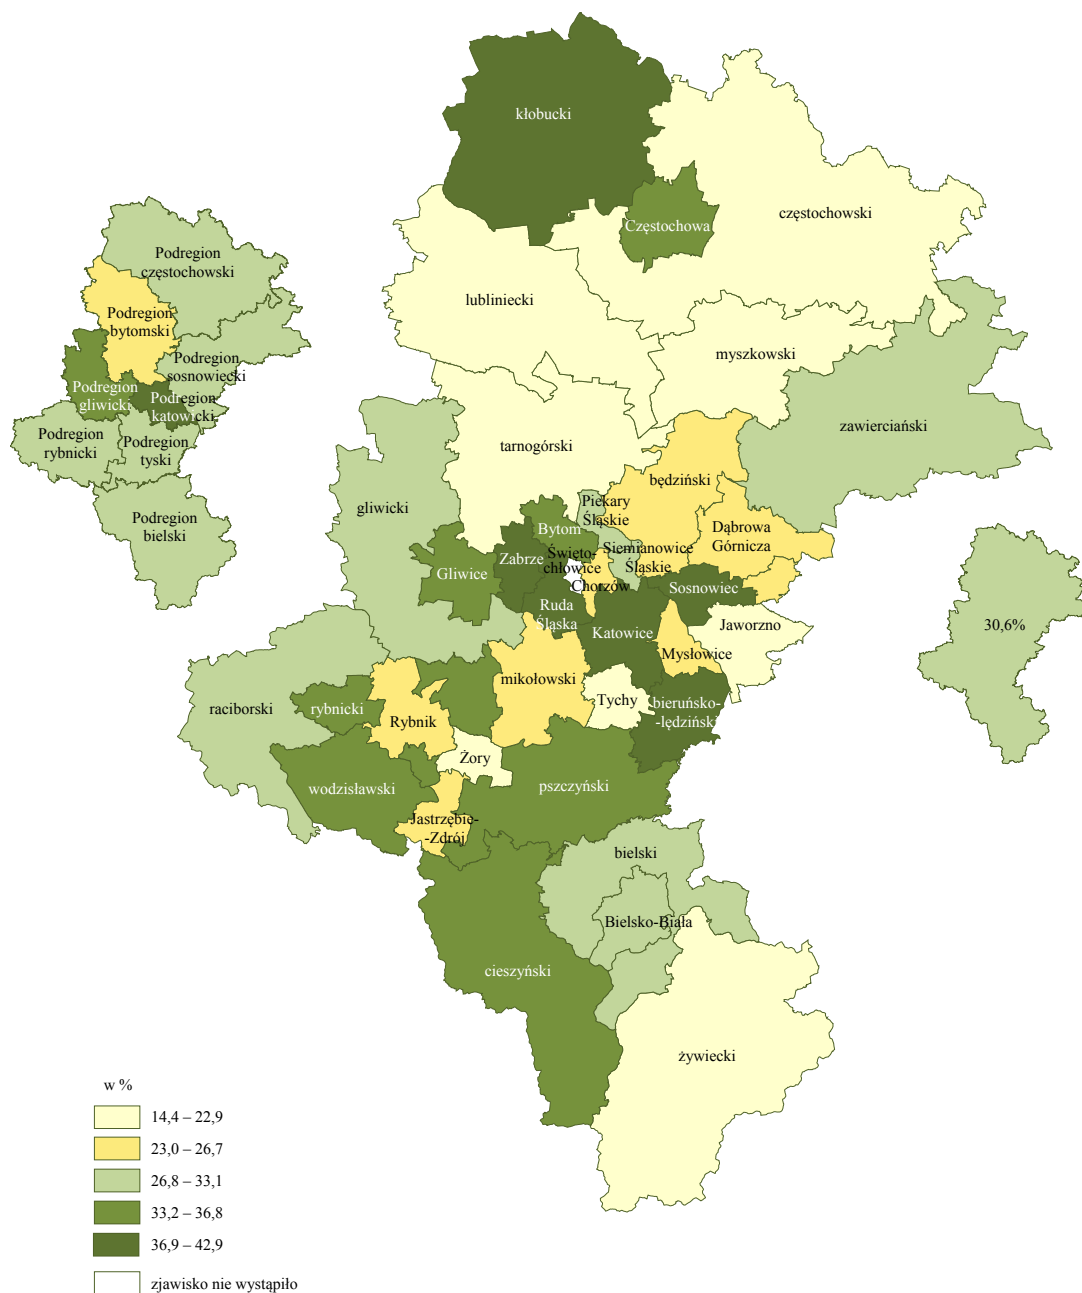 kłobucki
częstochowski
Częstochowa
lubliniecki
myszkowski
zawierciański
tarnogórski
gliwicki
będziński
Piekary
Śląskie
Dąbrowa
Górnicza
Bytom
Zabrze
Święto-
chłowice
Siemianowice
Śląskie
Chorzów
Gliwice
Sosnowiec
Ruda
Śląska
Katowice
Jaworzno
Mysłowice
mikołowski
Tychy
bieruńsko-
-lędziński
raciborski
rybnicki
Rybnik
Żory
wodzisławski
pszczyński
Jastrzębie-
-Zdrój
bielski
Bielsko-Biała
cieszyński
żywiecki
Podregion
częstochowski
Podregion
bytomski
Podregion
sosnowiecki
Podregion
gliwicki
Podregion
katowicki
Podregion
rybnicki
Podregion
tyski
Podregion
bielski
30,6%
w %
14,4 – 22,9
23,0 – 26,7
26,8 – 33,1
33,2 – 36,8
36,9 – 42,9
zjawisko nie wystąpiło